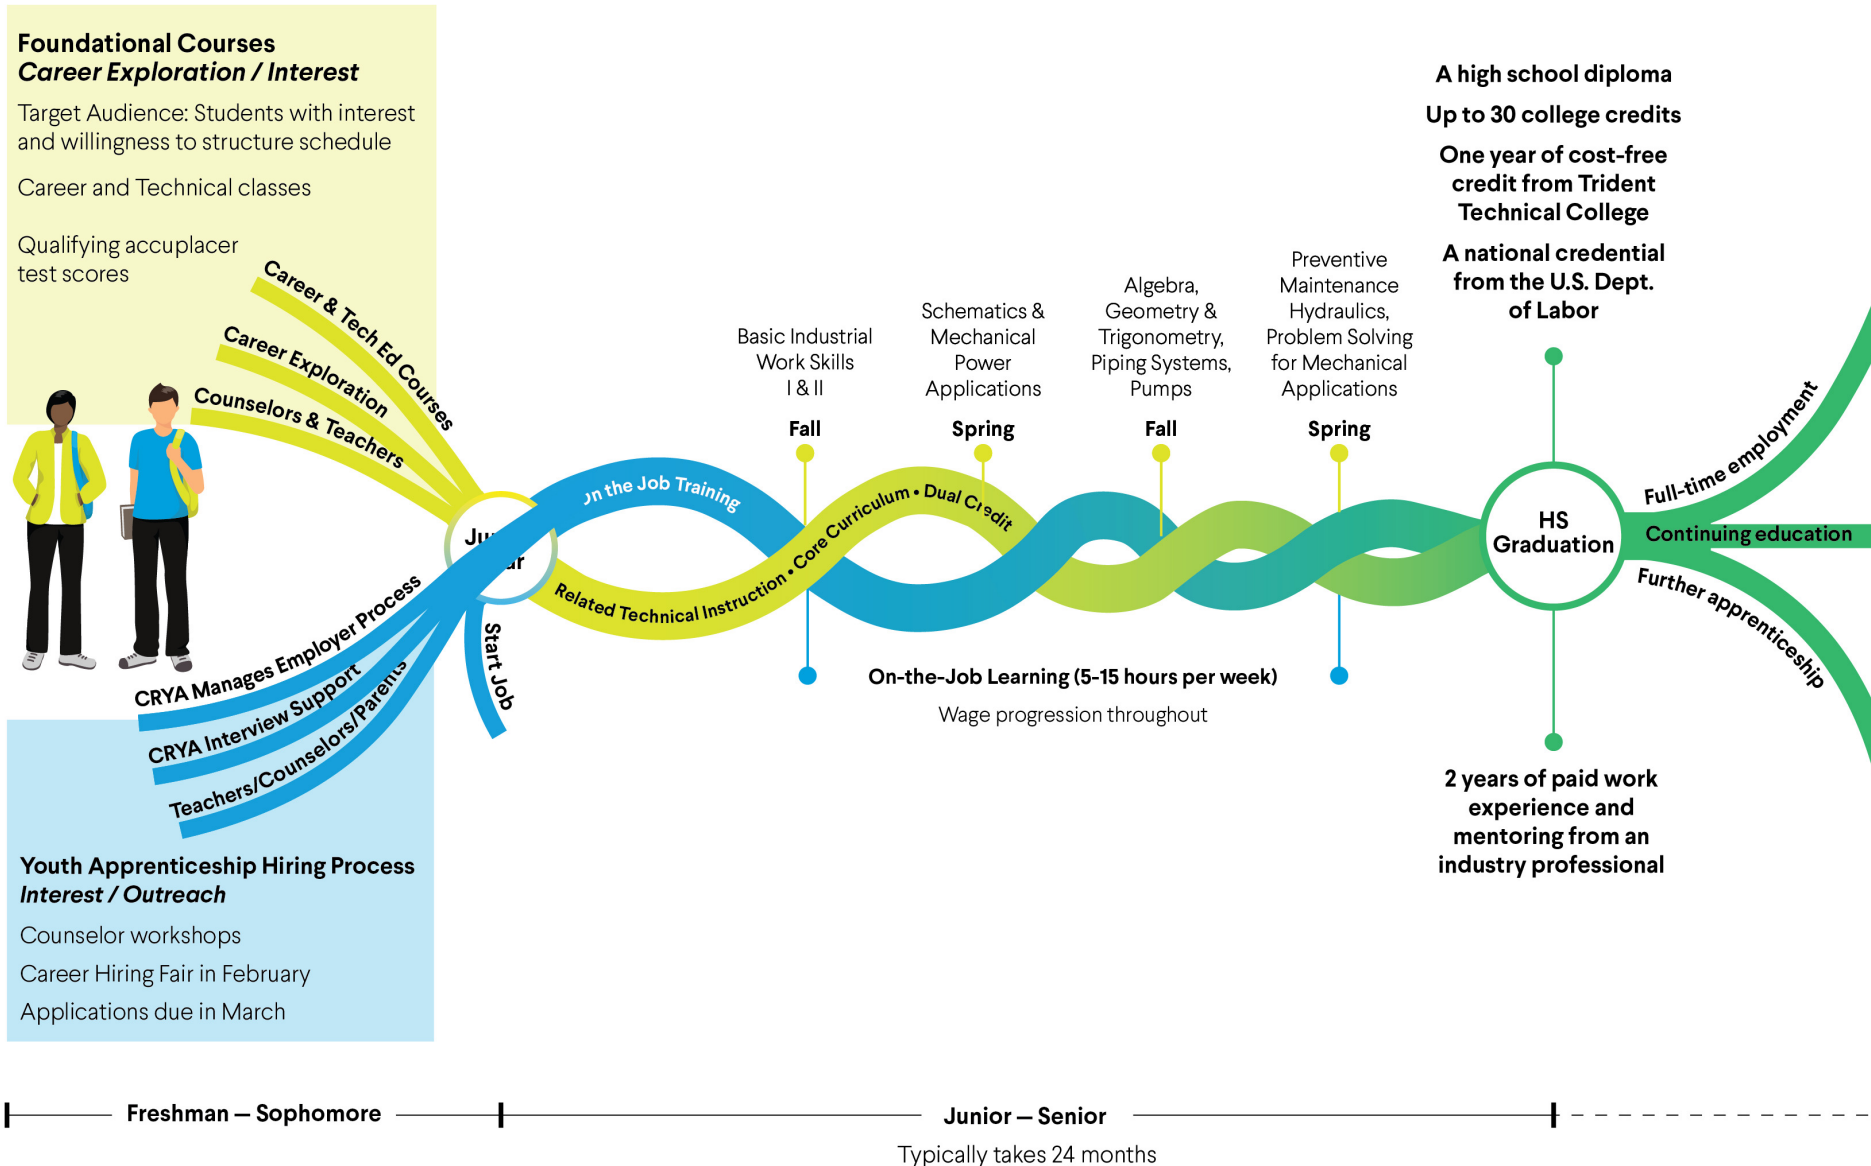 Foundational Courses
Career Exploration / Interest
Target Audience: Students with interest
and willingness to structure schedule
Career and Technical classes
Qualifying accuplacer
test scores
Career & Tech Ed Courses
Career Exploration
Counselors & Teachers
CRYA Manages Employer Process
CRYA Interview Support
Teachers/Counselors/Parents
Youth Apprenticeship Hiring Process
Interest / Outreach
Counselor workshops
Career Hiring Fair in February
Applications due in March
Start Job
On the Job Training
Related Technical Instruction • Core Curriculum • Dual Credit
Basic Industrial
Work Skills
I & II
Fall
Schematics &
Mechanical
Power
Applications
Spring
Algebra,
Geometry &
Trigonometry,
Piping Systems,
Pumps
Fall
Preventive
Maintenance
Hydraulics,
Problem Solving
for Mechanical
Applications
Spring
On-the-Job Learning (5-15 hours per week)
Wage progression throughout
A high school diploma
Up to 30 college credits
One year of cost-free
credit from Trident
Technical College
A national credential
from the U.S. Dept.
of Labor
HS
Graduation
2 years of paid work
experience and
mentoring from an
industry professional
Full-time employment
Continuing education
Further apprenticeship
Freshman — Sophomore
Junior — Senior
Typically takes 24 months